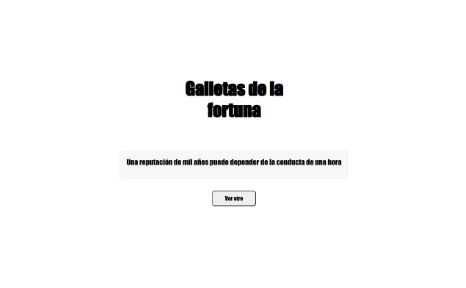 Galletas de la
fortuna
Una reputación de mil años puede depender de la conducta de una hora
Ver otro